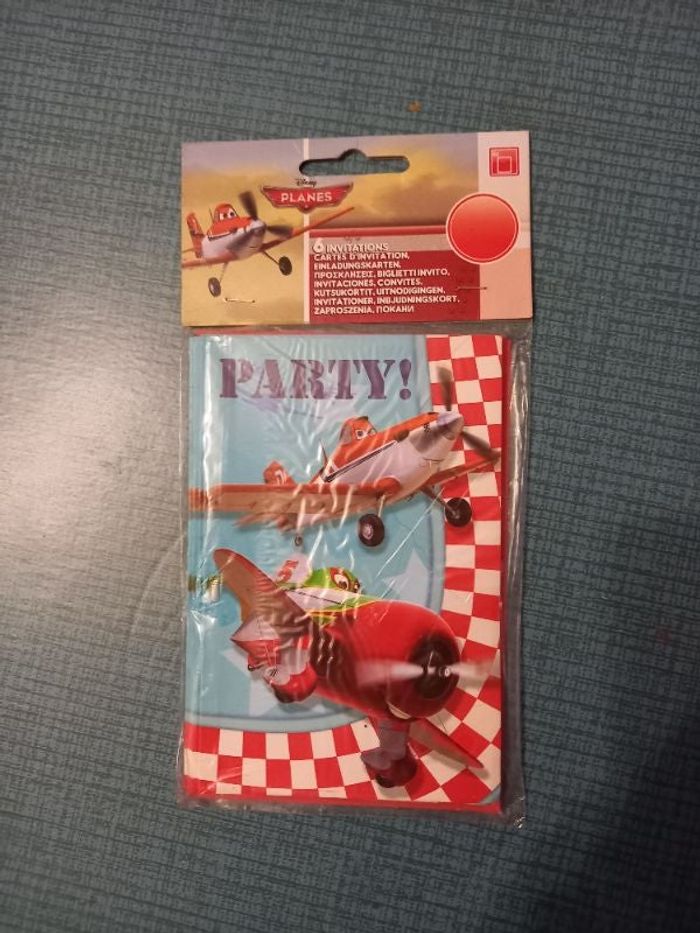 Disney
PLANES
6 INVITATIONS
CARTES D'INVITATION,
EINLADUNGSKARTEN,
ΠΡΟΣΚΛΗΣΕΙΣ, BIGLIETTI INVITO,
INVITACIONES, CONVITES,
KUTSUKORTIT, UITNODIGINGEN,
INVITATIONER, INBJUDNINGSKORT,
ZAPROSZENIA, ПОКАНИ
PARTY!